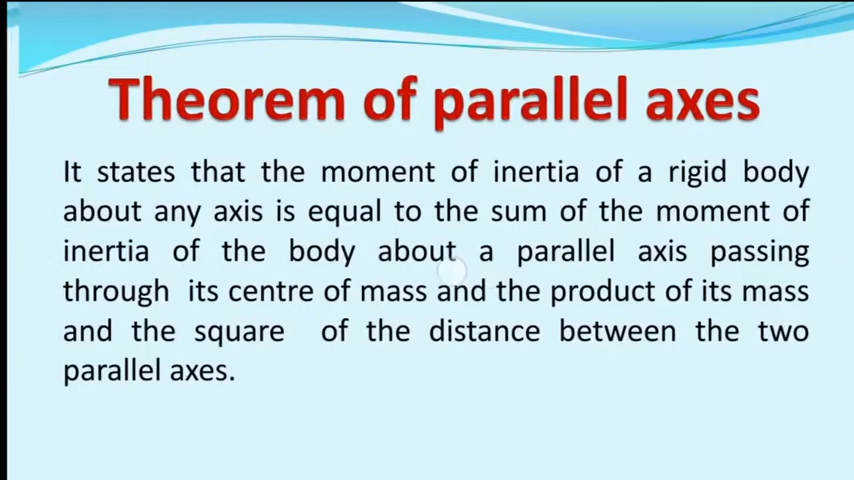 Theorem of parallel axes
It states that the moment of inertia of a rigid body
about any axis is equal to the sum of the moment of
inertia of the body about a parallel axis passing
through its centre of mass and the product of its mass
and the square of the distance between the two
parallel axes.